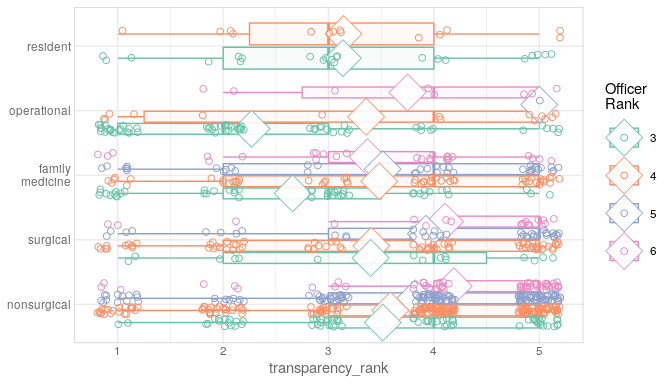 resident
operational
family
medicine
surgical
nonsurgical
1 2 3 4 5
transparency_rank
Officer
Rank
3
4
5
6